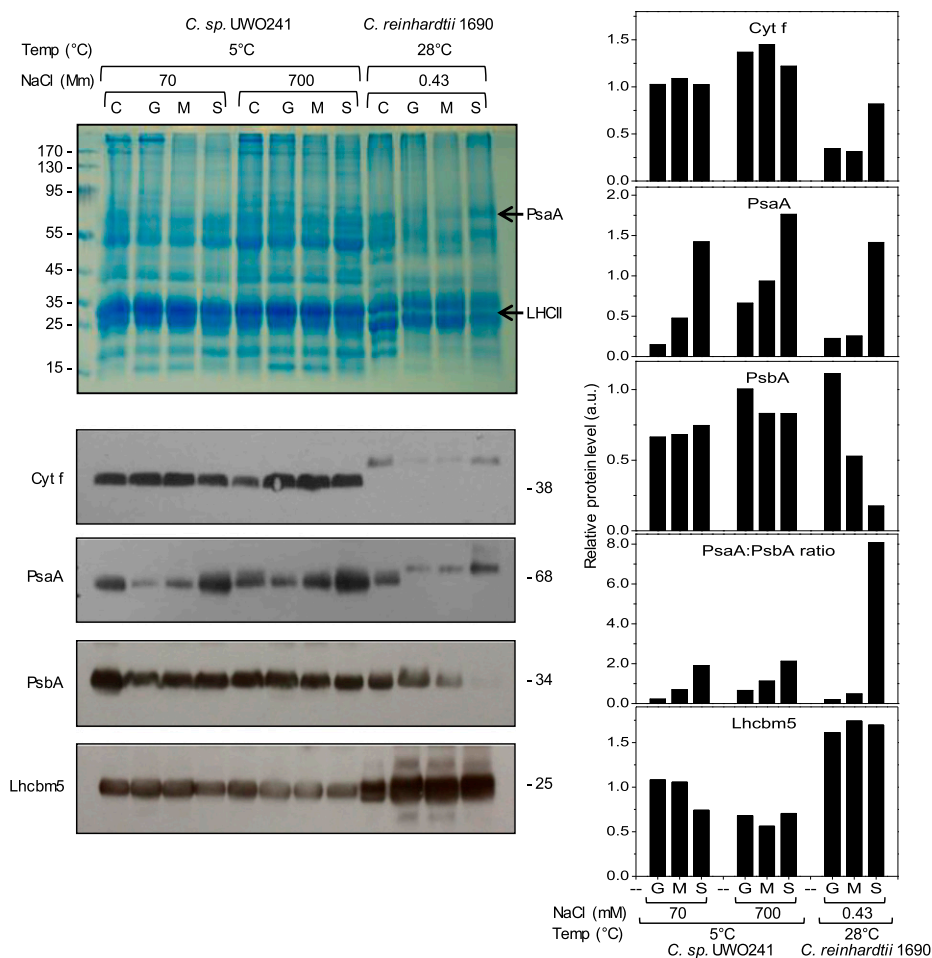 C. sp. UWO241 C. reinhardtii 1690
Temp (°C) 5°C 28°C
NaCl (Mm) 70 700 0.43
C G M S C G M S C G M S
170 -
130 -
95 -
55 -
45 -
35 -
25 -
15 -
PsaA
LHCII
Cyt f
- 38
PsaA
- 68
PsbA
- 34
Lhcbm5
- 25
Relative protein level (a.u.)
Cyt f
1.5
1.0
0.5
0.0
PsaA
2.0
1.5
1.0
0.5
0.0
PsbA
1.0
0.5
0.0
PsaA:PsbA ratio
8.0
6.0
4.0
2.0
0.0
Lhcbm5
1.5
1.0
0.5
0.0
-- G M S -- G M S -- G M S
NaCl (mM) 70 700 0.43
Temp (°C) 5°C 28°C
C. sp. UWO241 C. reinhardtii 1690